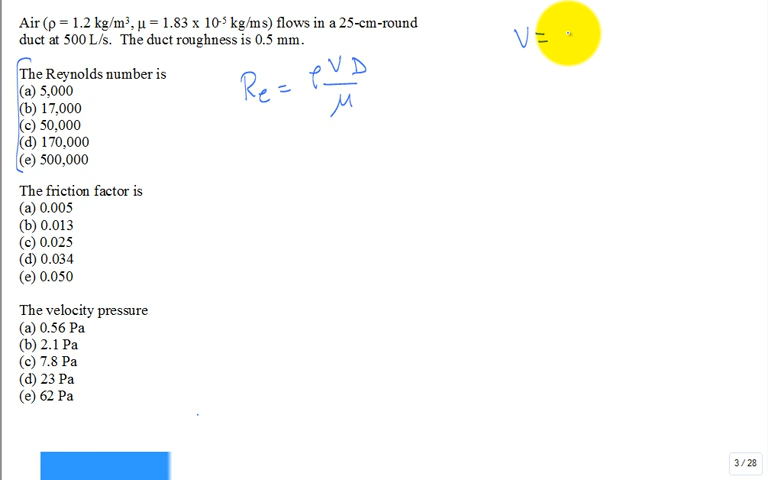 Air (ρ = 1.2 kg/m³, μ = 1.83 x 10⁻⁵ kg/ms) flows in a 25-cm-round
duct at 500 L/s. The duct roughness is 0.5 mm.
V =
The Reynolds number is
(a) 5,000
(b) 17,000
(c) 50,000
(d) 170,000
(e) 500,000
Re = ρVD/μ
The friction factor is
(a) 0.005
(b) 0.013
(c) 0.025
(d) 0.034
(e) 0.050
The velocity pressure
(a) 0.56 Pa
(b) 2.1 Pa
(c) 7.8 Pa
(d) 23 Pa
(e) 62 Pa
3 / 28